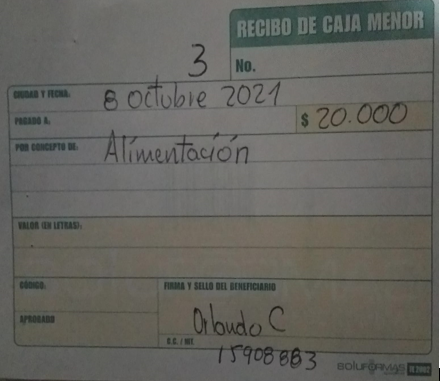 RECIBO DE CAJA MENOR
3 No.
CIUDAD Y FECHA: 8 octubre 2021
PAGADO A: $ 20.000
POR CONCEPTO DE: Alimentación
VALOR (EN LETRAS):
CÓDIGO: FIRMA Y SELLO DEL BENEFICIARIO
APROBADO C
C.C. / NIT. 15908883
SOLUFORMAS